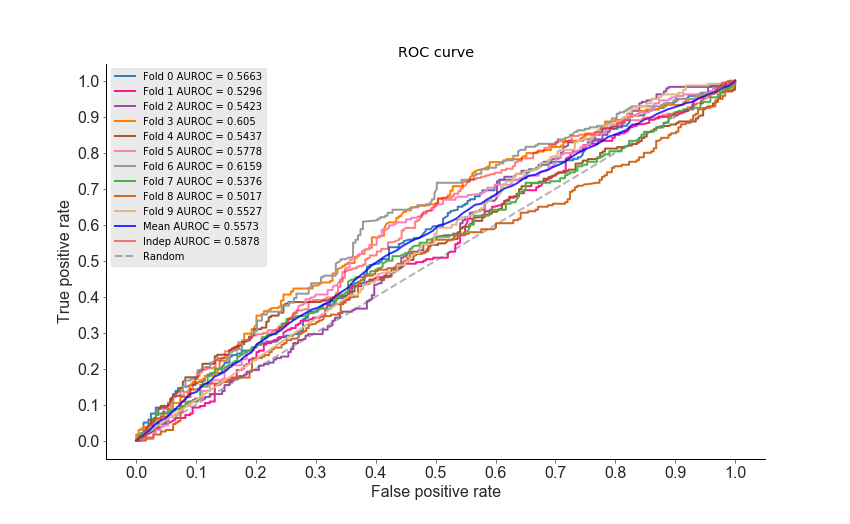 ROC curve
Fold 0 AUROC = 0.5663
Fold 1 AUROC = 0.5296
Fold 2 AUROC = 0.5423
Fold 3 AUROC = 0.605
Fold 4 AUROC = 0.5437
Fold 5 AUROC = 0.5778
Fold 6 AUROC = 0.6159
Fold 7 AUROC = 0.5376
Fold 8 AUROC = 0.5017
Fold 9 AUROC = 0.5527
Mean AUROC = 0.5573
Indep AUROC = 0.5878
Random
True positive rate
1.0
0.9
0.8
0.7
0.6
0.5
0.4
0.3
0.2
0.1
0.0
0.0 0.1 0.2 0.3 0.4 0.5 0.6 0.7 0.8 0.9 1.0
False positive rate